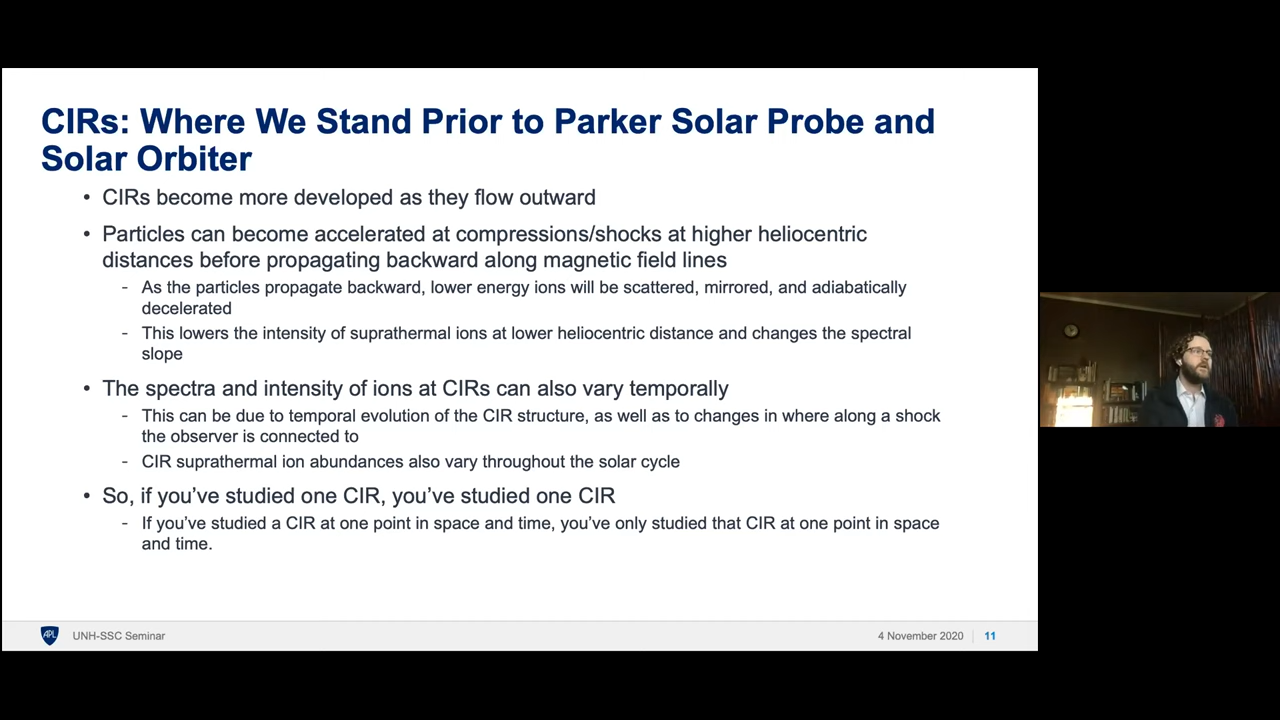 CIRs: Where We Stand Prior to Parker Solar Probe and
Solar Orbiter
• CIRs become more developed as they flow outward
• Particles can become accelerated at compressions/shocks at higher heliocentric
distances before propagating backward along magnetic field lines
- As the particles propagate backward, lower energy ions will be scattered, mirrored, and adiabatically
decelerated
- This lowers the intensity of suprathermal ions at lower heliocentric distance and changes the spectral
slope
• The spectra and intensity of ions at CIRs can also vary temporally
- This can be due to temporal evolution of the CIR structure, as well as to changes in where along a shock
the observer is connected to
- CIR suprathermal ion abundances also vary throughout the solar cycle
• So, if you've studied one CIR, you've studied one CIR
- If you've studied a CIR at one point in space and time, you've only studied that CIR at one point in space
and time.
APL UNH-SSC Seminar 4 November 2020 11